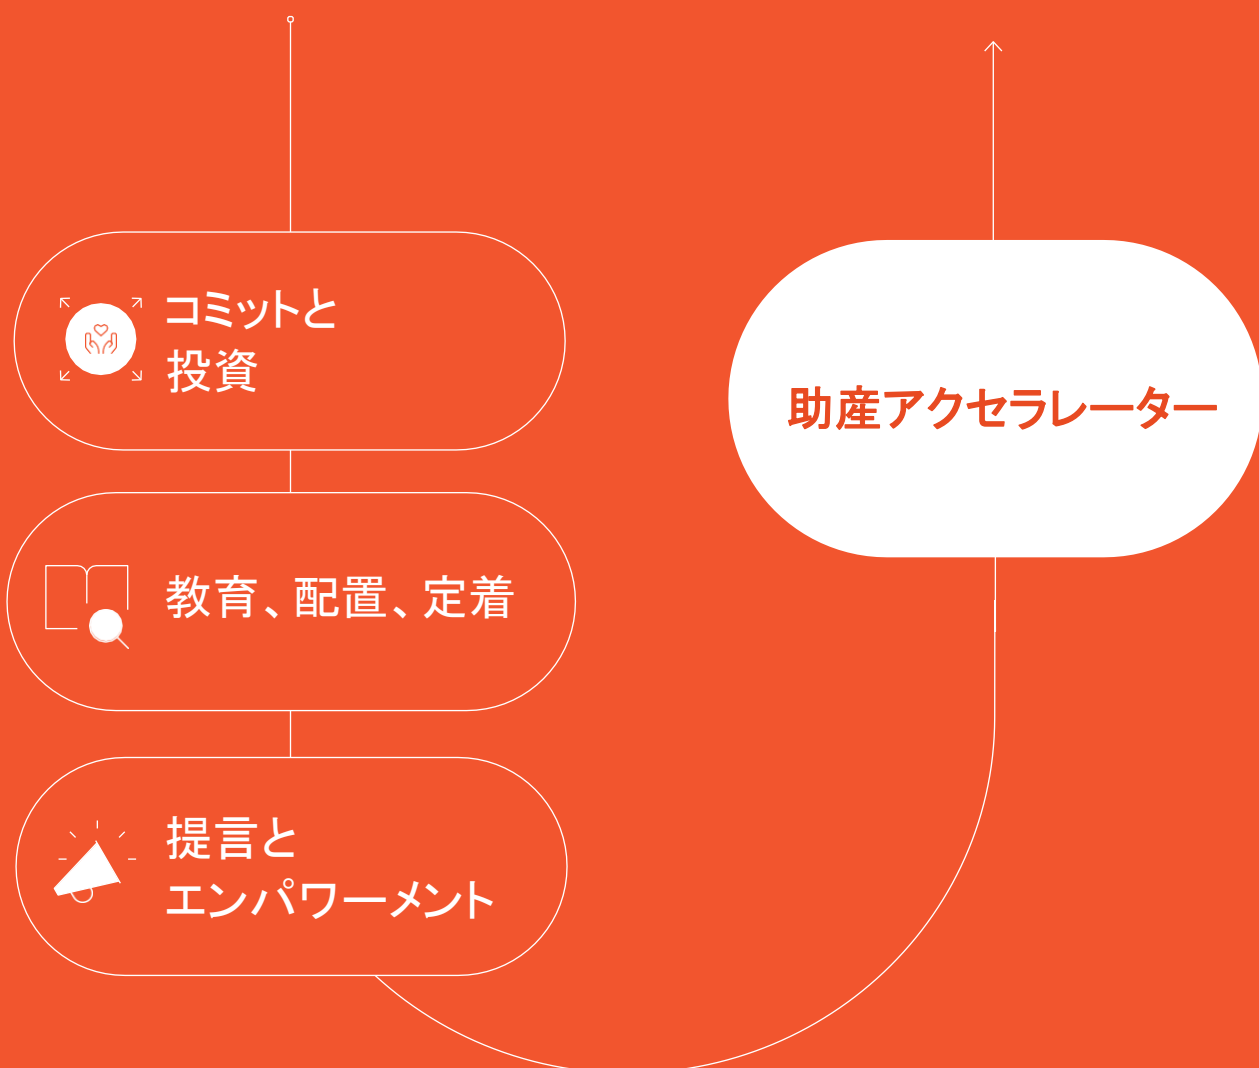 コミットと
投資
教育、配置、定着
提言と
エンパワーメント
助産アクセラレーター